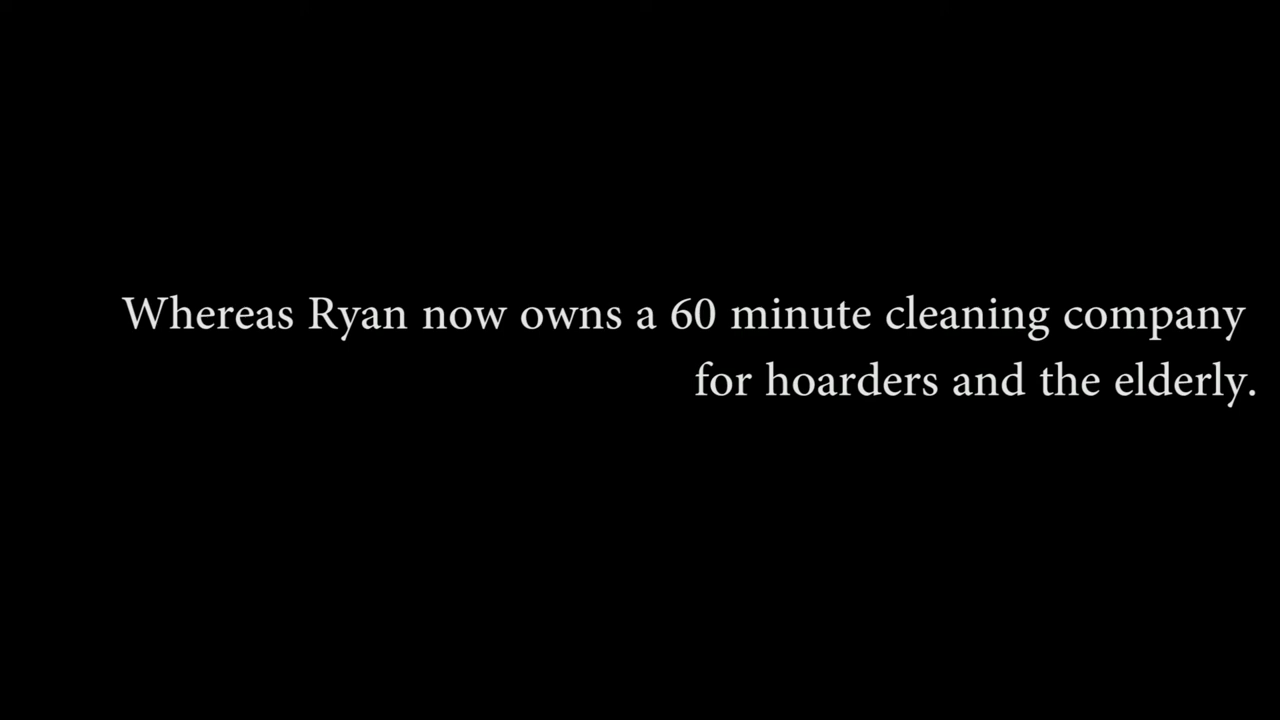 Whereas Ryan now owns a 60 minute cleaning company
for hoarders and the elderly.